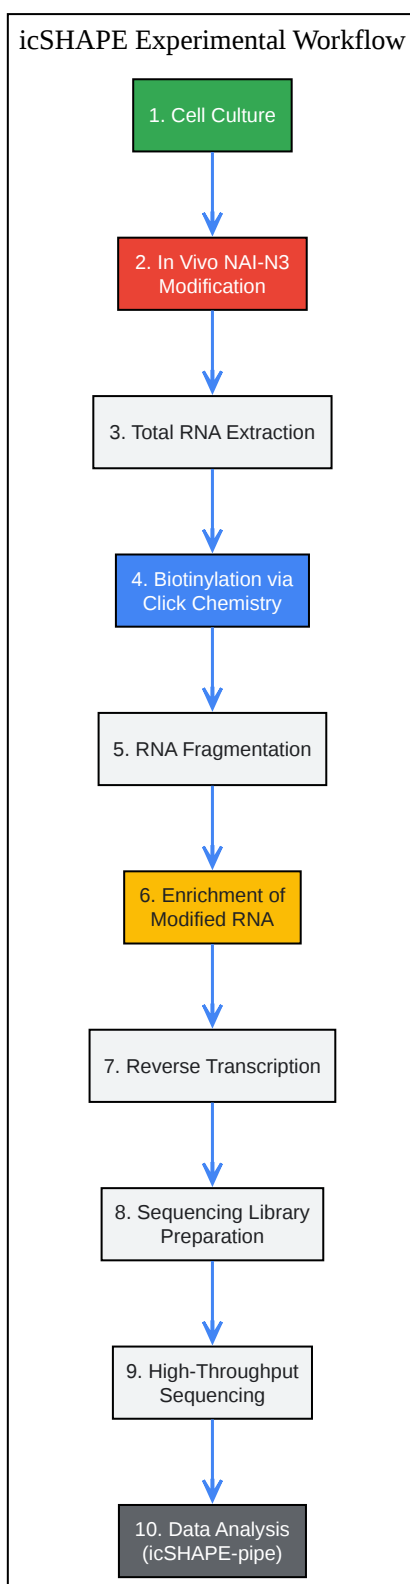 icSHAPE Experimental Workflow
1. Cell Culture
2. In Vivo NAI-N3
Modification
3. Total RNA Extraction
4. Biotinylation via
Click Chemistry
5. RNA Fragmentation
6. Enrichment of
Modified RNA
7. Reverse Transcription
8. Sequencing Library
Preparation
9. High-Throughput
Sequencing
10. Data Analysis
(icSHAPE-pipe)